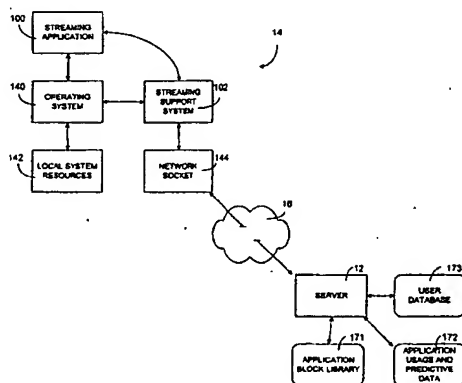 100
STREAMING
APPLICATION
14
140
OPERATING
SYSTEM
STREAMING
SUPPORT
SYSTEM
102
142
LOCAL SYSTEM
RESOURCES
NETWORK
SOCKET
144
16
12
SERVER
173
USER
DATABASE
171
APPLICATION
BLOCK LIBRARY
172
APPLICATION
USAGE AND
PREDICTIVE
DATA